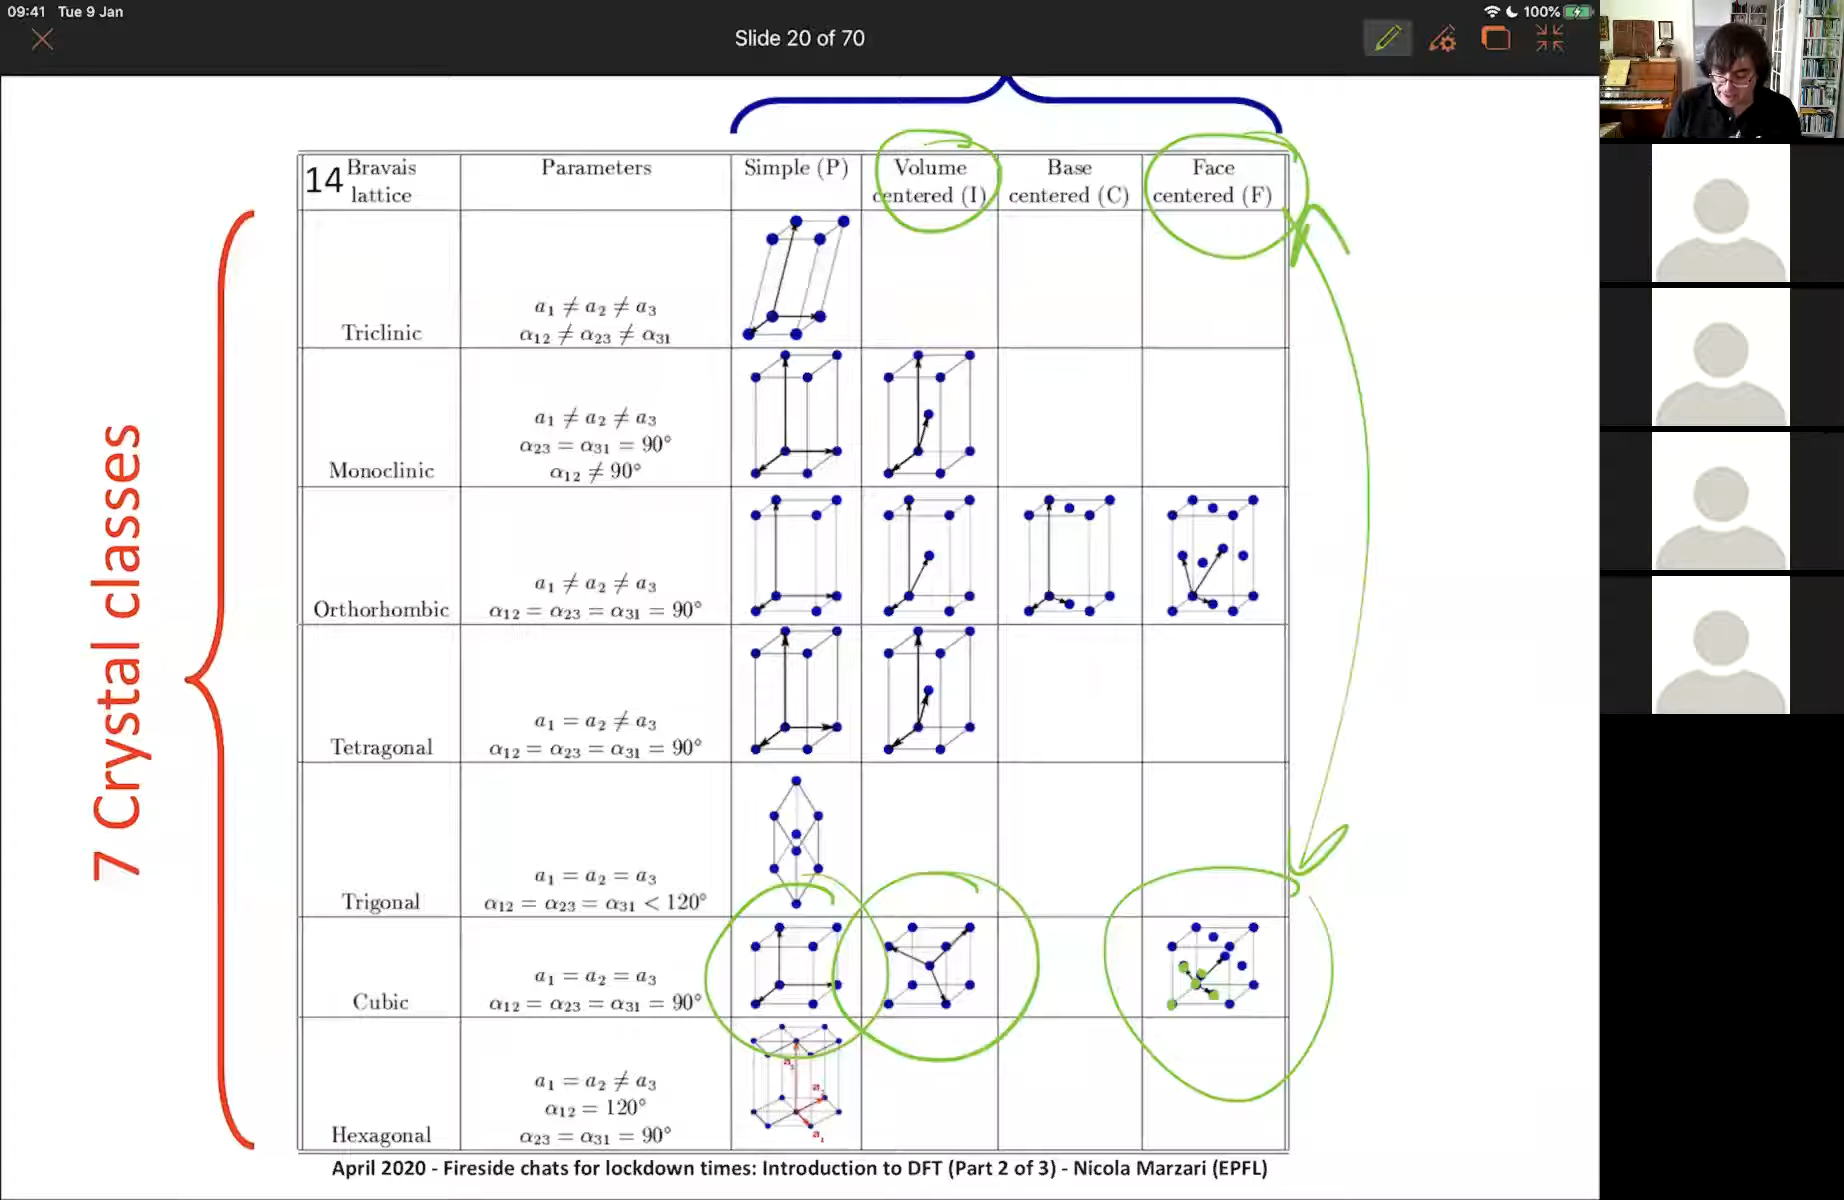 09:41 Tue 9 Jan
100%
Slide 20 of 70
14 Bravais lattice
Parameters
Simple (P)
Volume centered (I)
Base centered (C)
Face centered (F)
7 Crystal classes
Triclinic
a₁ ≠ a₂ ≠ a₃
α₁₂ ≠ α₂₃ ≠ α₃₁
Monoclinic
a₁ ≠ a₂ ≠ a₃
α₂₃ = α₃₁ = 90°
α₁₂ ≠ 90°
Orthorhombic
a₁ ≠ a₂ ≠ a₃
α₁₂ = α₂₃ = α₃₁ = 90°
Tetragonal
a₁ = a₂ ≠ a₃
α₁₂ = α₂₃ = α₃₁ = 90°
Trigonal
a₁ = a₂ = a₃
α₁₂ = α₂₃ = α₃₁ < 120°
Cubic
a₁ = a₂ = a₃
α₁₂ = α₂₃ = α₃₁ = 90°
Hexagonal
a₁ = a₂ ≠ a₃
α₁₂ = 120°
α₂₃ = α₃₁ = 90°
a₁
April 2020 - Fireside chats for lockdown times: Introduction to DFT (Part 2 of 3) - Nicola Marzari (EPFL)